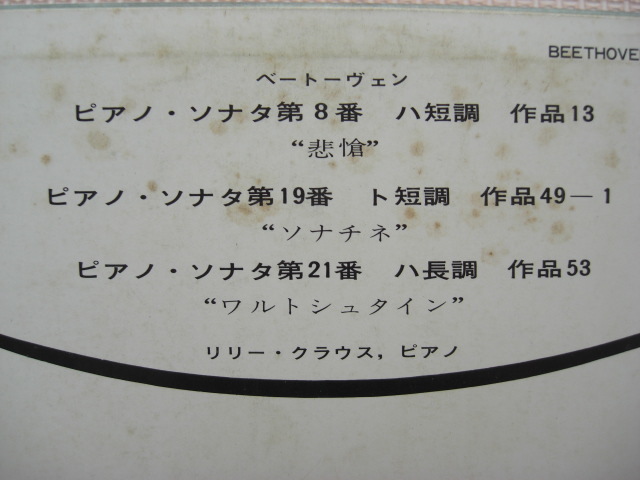 BEETHOVE
ベートーヴェン
ピアノ・ソナタ第8番 ハ短調 作品13
“悲愴”
ピアノ・ソナタ第19番 ト短調 作品49－1
“ソナチネ”
ピアノ・ソナタ第21番 ハ長調 作品53
“ワルトシュタイン”
リリー・クラウス，ピアノ